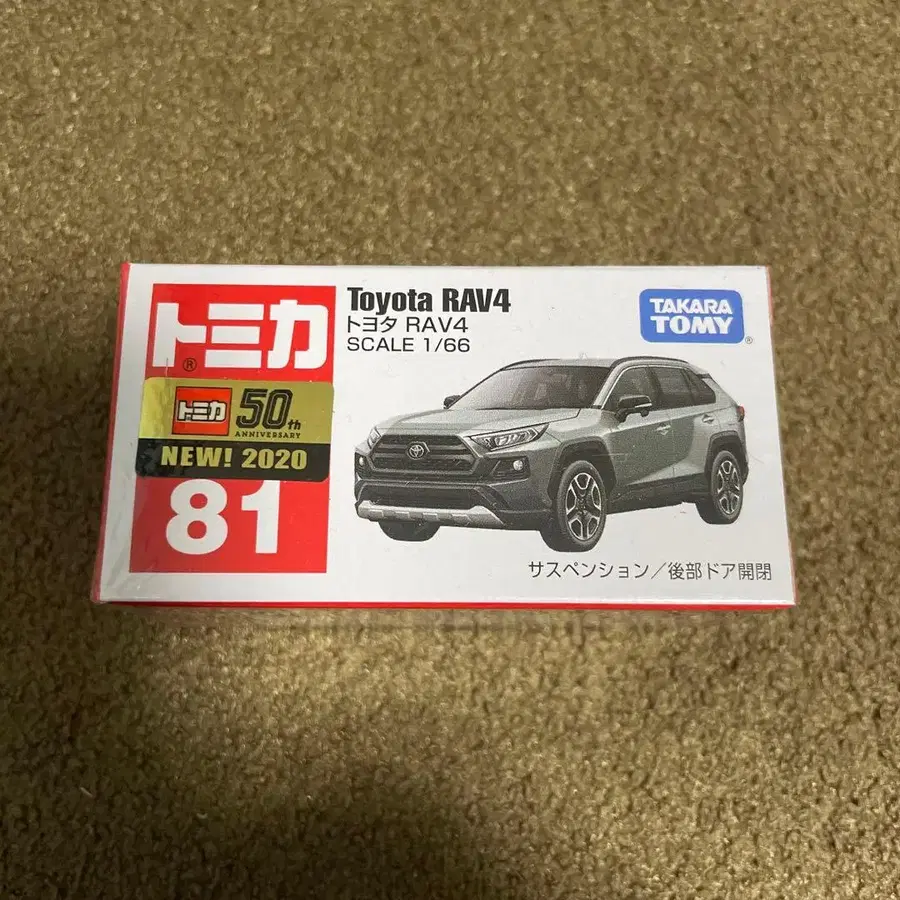 トミカ®
トミカ 50th
ANNIVERSARY
NEW! 2020
81
Toyota RAV4
トヨタ RAV4
SCALE 1/66
TAKARA
TOMY®
サスペンション／後部ドア開閉